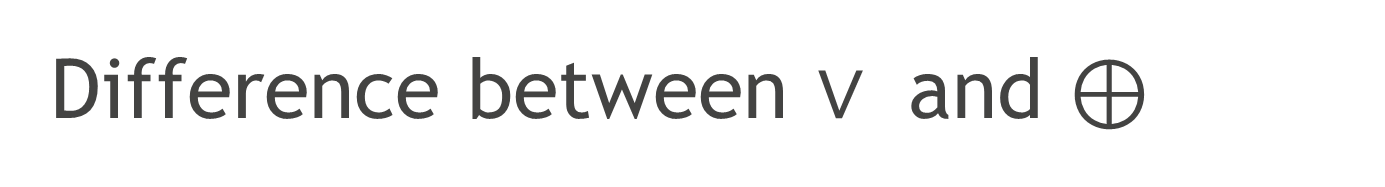 Difference between ∨ and ⊕